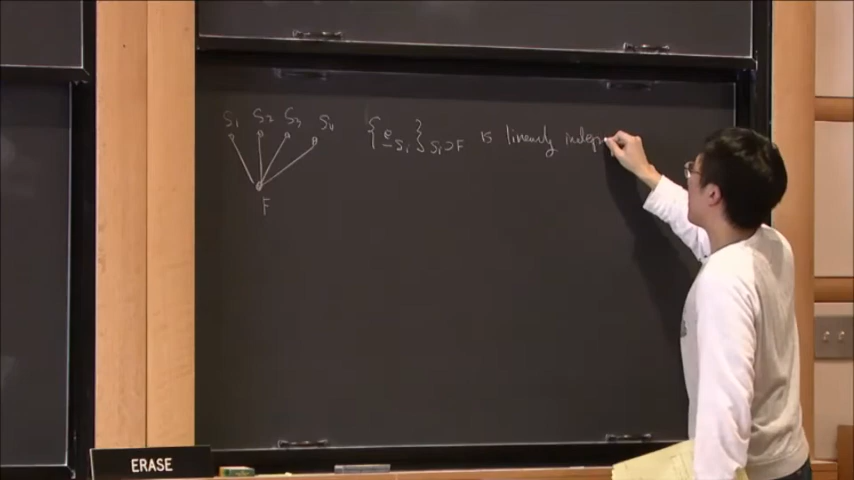 S₁ S₂ S₃ S₄
{e_Sᵢ}_Sᵢ⊃F is linearly indep
F
ERASE